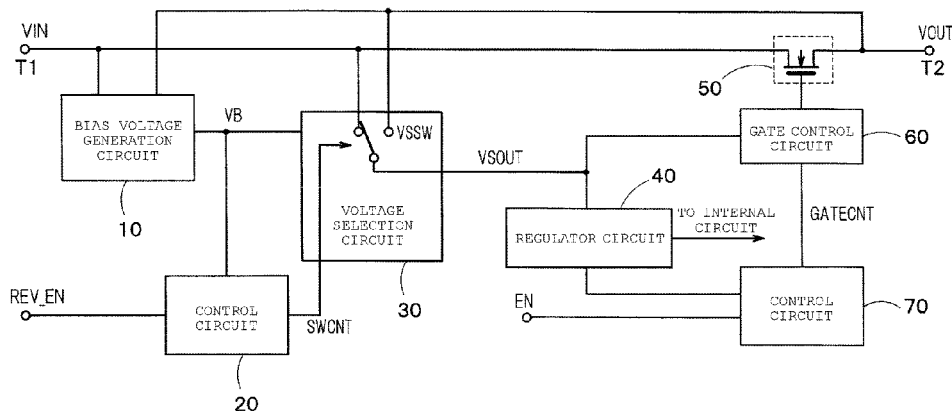 VIN
T1
VOUT
T2
50
BIAS VOLTAGE
GENERATION
CIRCUIT
10
VB
VSSW
VOLTAGE
SELECTION
CIRCUIT
30
VSOUT
GATE CONTROL
CIRCUIT
60
40
REGULATOR CIRCUIT
TO INTERNAL
CIRCUIT
GATECNT
REV_EN
CONTROL
CIRCUIT
20
SWCNT
EN
CONTROL
CIRCUIT
70